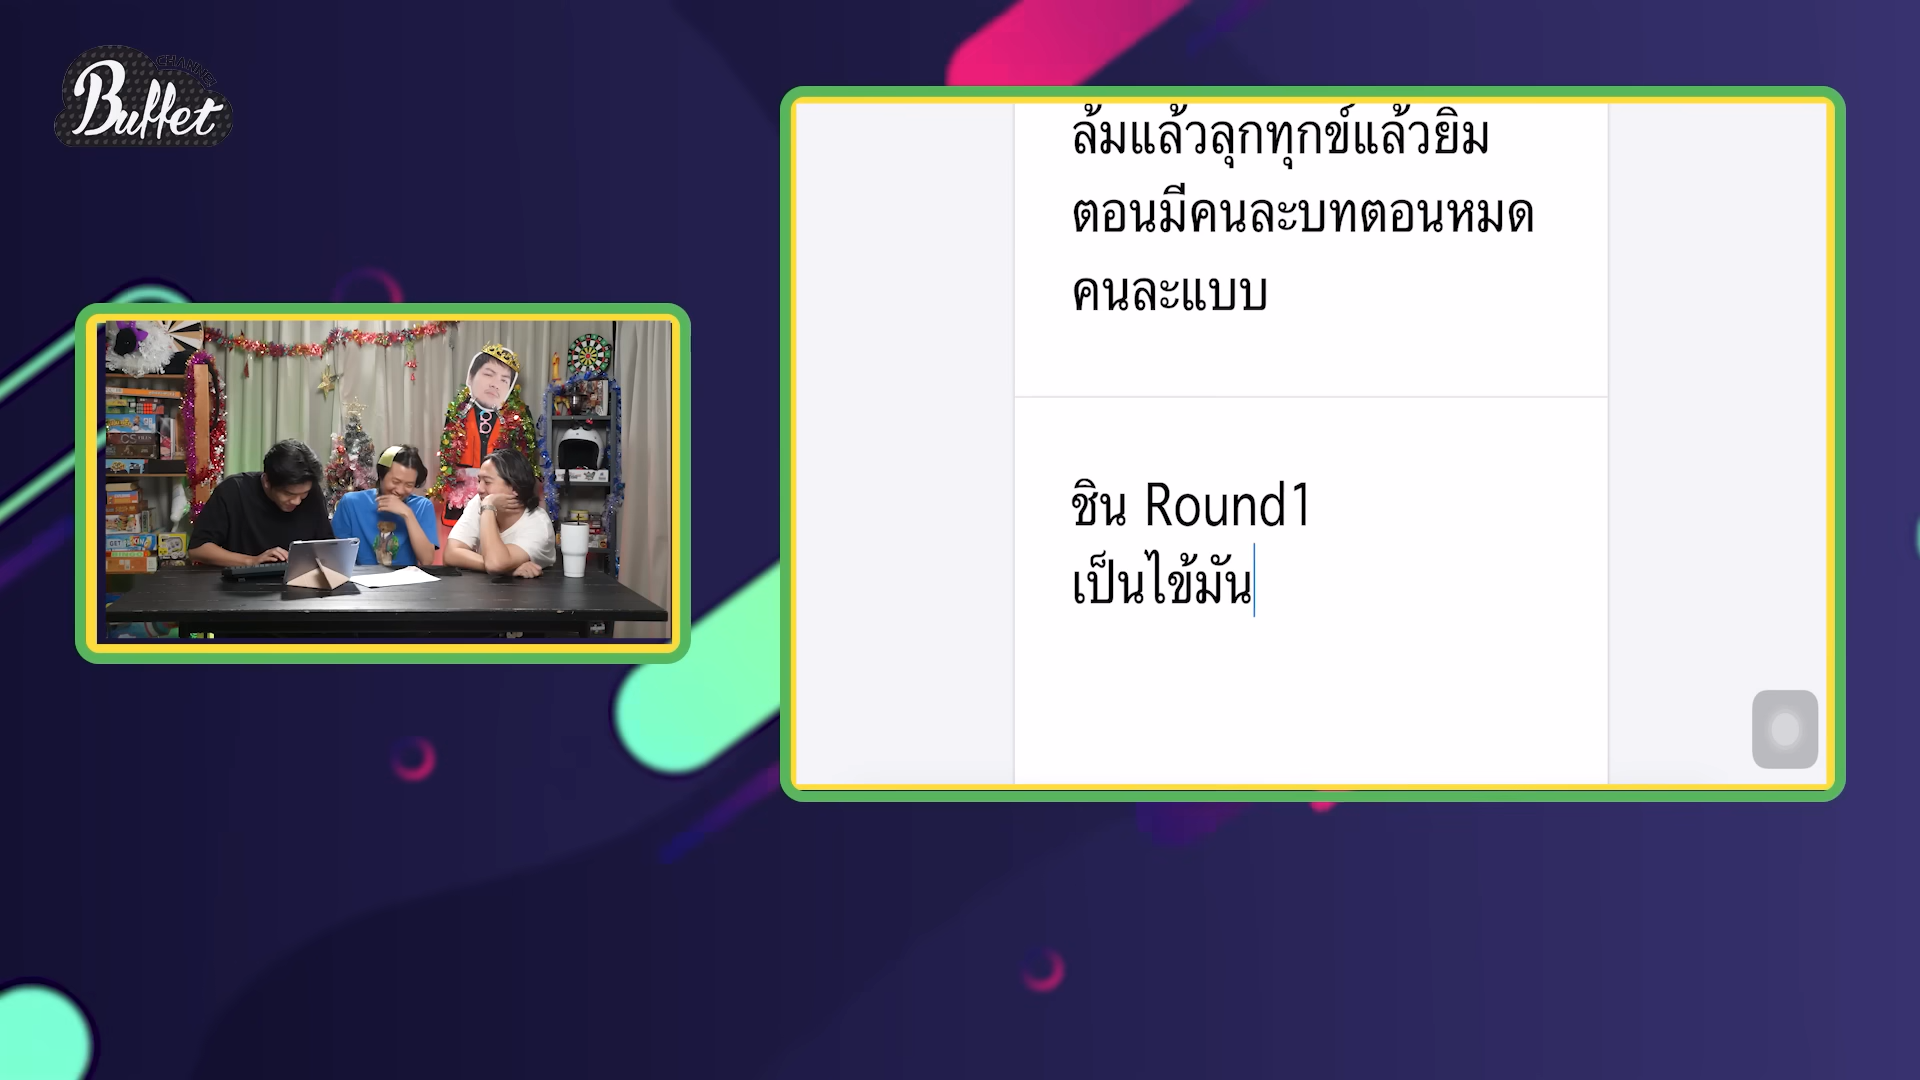 CHANNEL
Buffet
ล้มแล้วลุกทุกข์แล้วยิม
ตอนมีคนละบทตอนหมด
คนละแบบ
ชิน Round1
เป็นไข้มัน